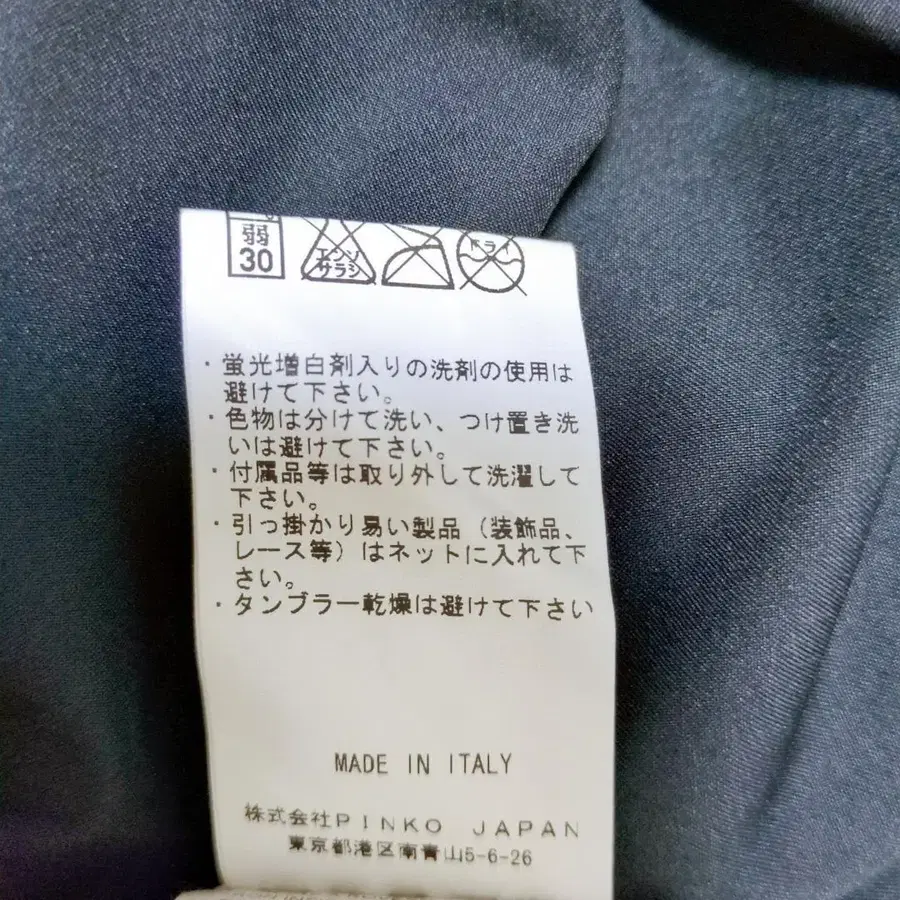 弱 エンソ ドライ
30 サラシ
・蛍光増白剤入りの洗剤の使用は
避けて下さい。
・色物は分けて洗い、つけ置き洗
いは避けて下さい。
・付属品等は取り外して洗濯して
下さい。
・引っ掛かり易い製品（装飾品、
レース等）はネットに入れて下
さい。
・タンブラー乾燥は避けて下さい
MADE IN ITALY
株式会社PINKO JAPAN
東京都港区南青山5-6-26